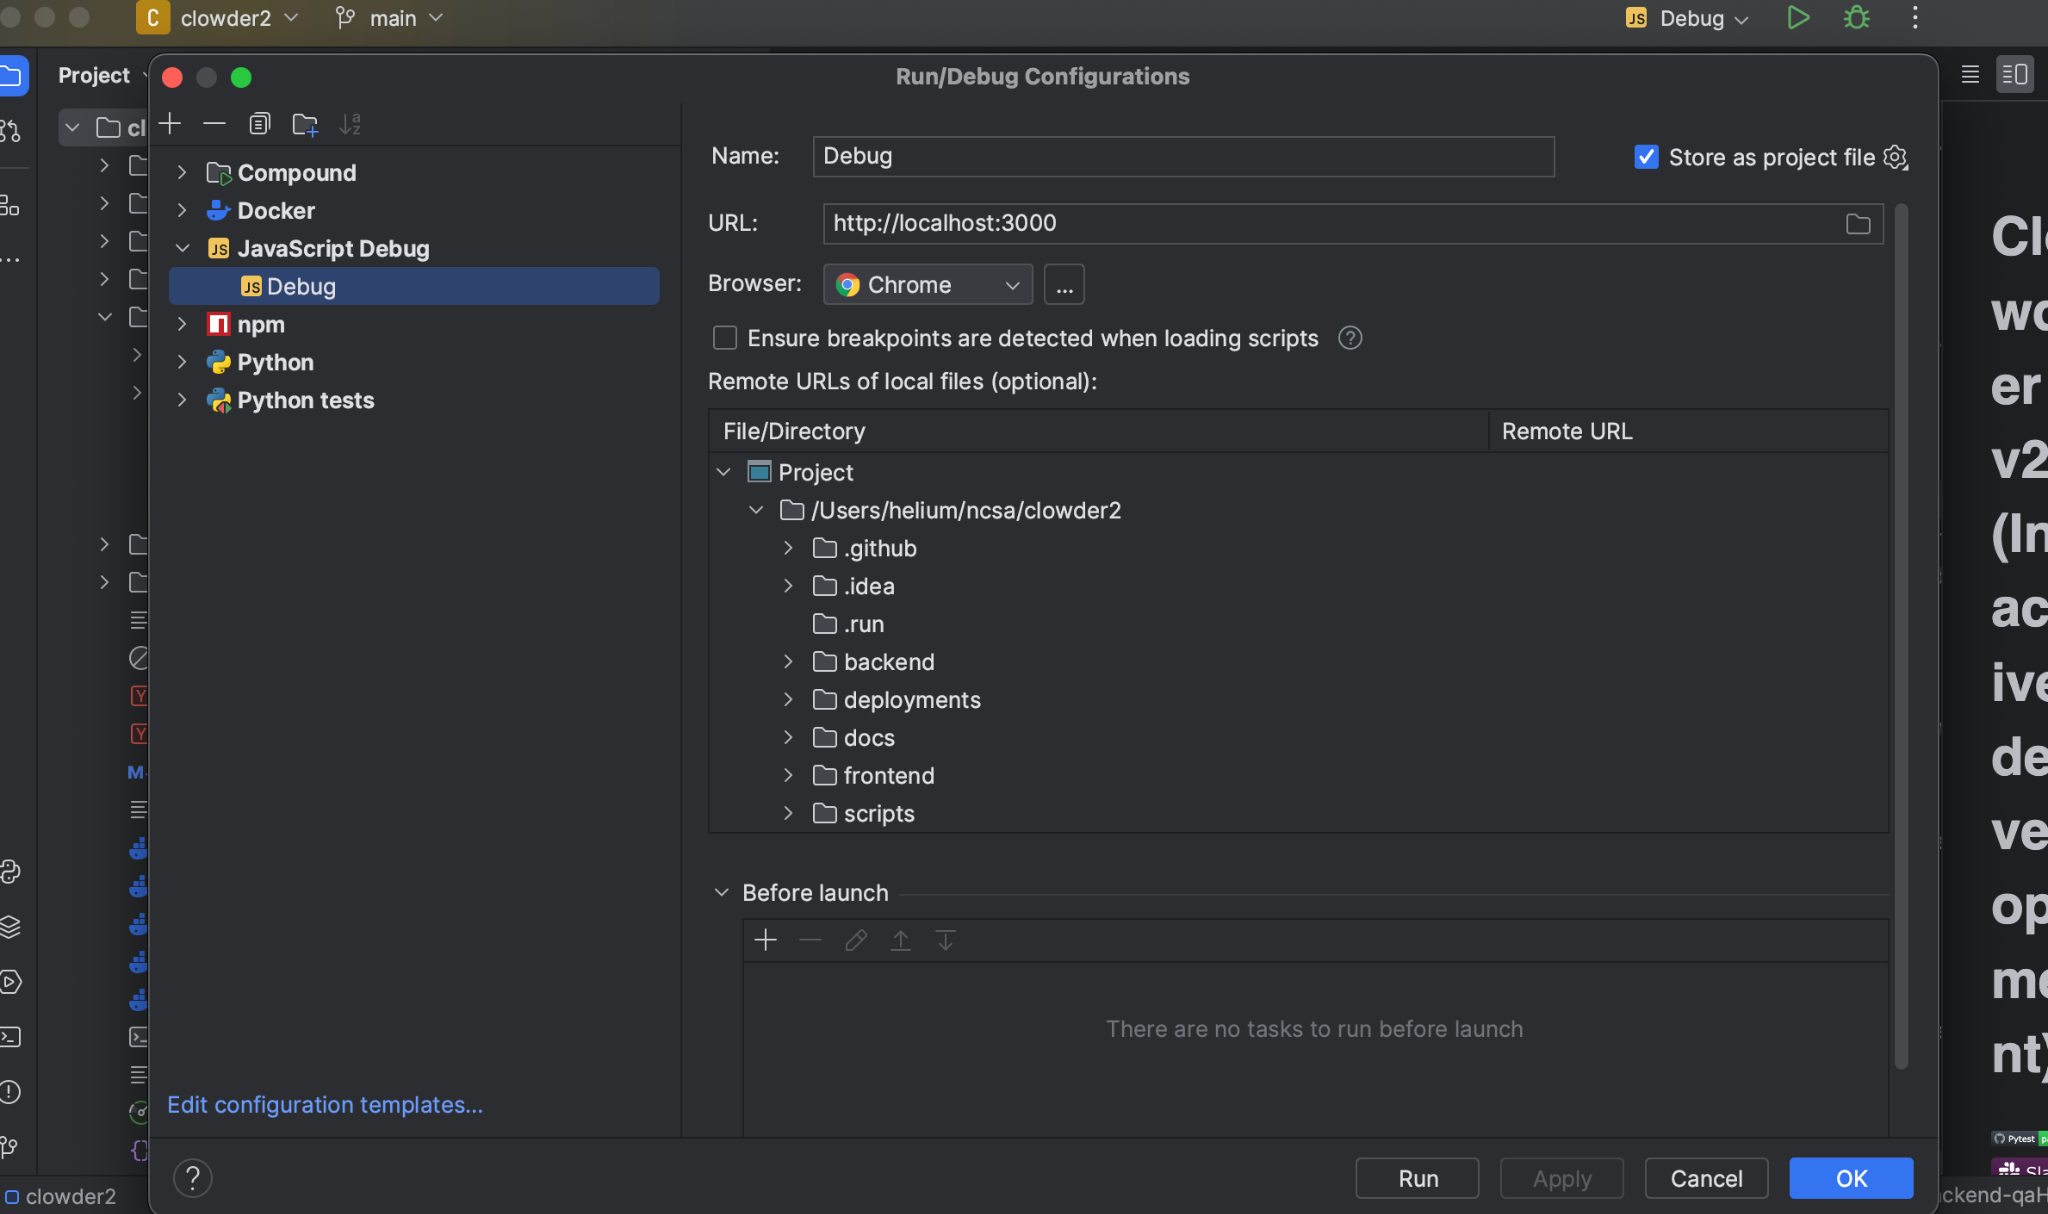 C clowder2 main
JS Debug
Project
Run/Debug Configurations
Compound
Docker
JS JavaScript Debug
JS Debug
npm
Python
Python tests
Edit configuration templates...
Name: Debug
Store as project file
URL: http://localhost:3000
Browser: Chrome ...
Ensure breakpoints are detected when loading scripts ?
Remote URLs of local files (optional):
File/Directory Remote URL
Project
/Users/helium/ncsa/clowder2
.github
.idea
.run
backend
deployments
docs
frontend
scripts
Before launch
There are no tasks to run before launch
? Run Apply Cancel OK
cl
Y
Y
M
Cl
er
v2
(In
ac
ive
de
ve
op
me
nt)
Pytest
Sla
clowder2
ckend-qaH